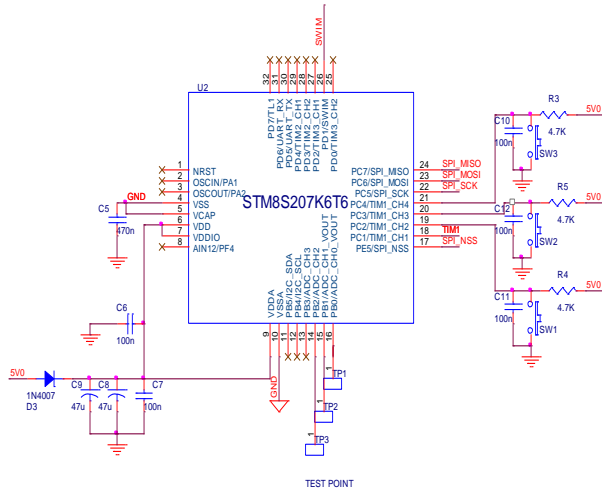 SWIM
32
31
30
29
28
27
26
25
U2
PD7/TL1
PD6/UART_RX
PD5/UART_TX
PD4/TIM2_CH1
PD3/TIM2_CH2
PD2/TIM3_CH1
PD1/SWIM
PD0/TIM3_CH2
STM8S207K6T6
1 NRST
2 OSCIN/PA1
3 OSCOUT/PA2
GND
4 VSS
5 VCAP
6 VDD
7 VDDIO
8 AIN12/PF4
C5
470n
PC7/SPI_MISO 24 SPI_MISO
PC6/SPI_MOSI 23 SPI_MOSI
PC5/SPI_SCK 22 SPI_SCK
PC4/TIM1_CH4 21
PC3/TIM1_CH3 20
PC2/TIM1_CH2 19
PC1/TIM1_CH1 18 TIM1
PE5/SPI_NSS 17 SPI_NSS
VDDA
VSSA
PB5/I2C_SDA
PB4/I2C_SCL
PB3/ADC_CH3
PB2/ADC_CH2
PB1/ADC_CH1_VOUT
PB0/ADC_CH0_VOUT
9
10
11
12
13
14
15
16
R3
5V0
4.7K
C10
100n
SW3
R5
5V0
4.7K
C12
100n
SW2
R4
5V0
4.7K
C11
100n
SW1
C6
100n
5V0
1N4007
D3
C9
47u
C8
47u
C7
100n
GND
1
TP1
1
TP2
1
TP3
TEST POINT